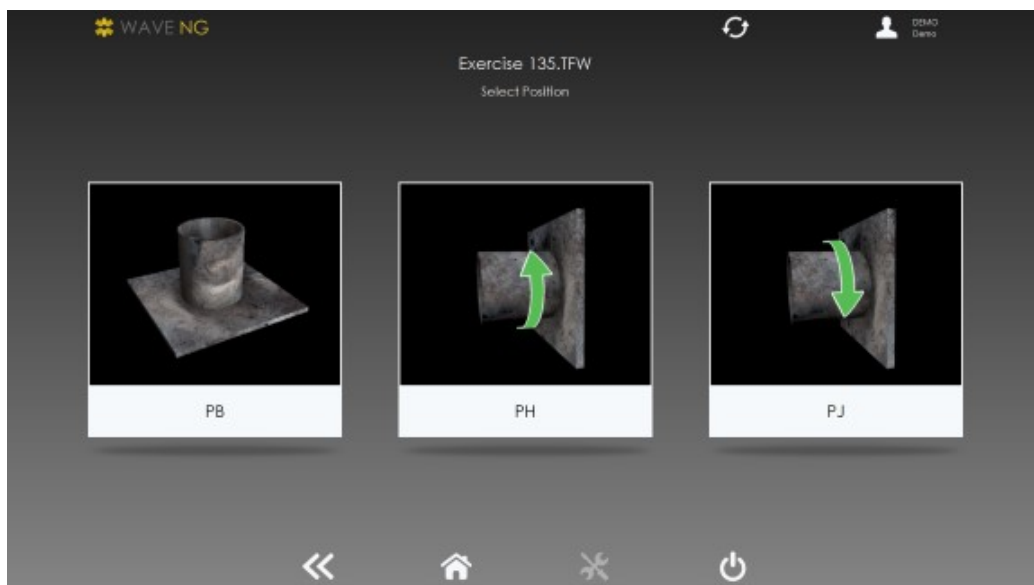 WAVE NG
DEMO
Demo
Exercise 135.TFW
Select Position
PB
PH
PJ